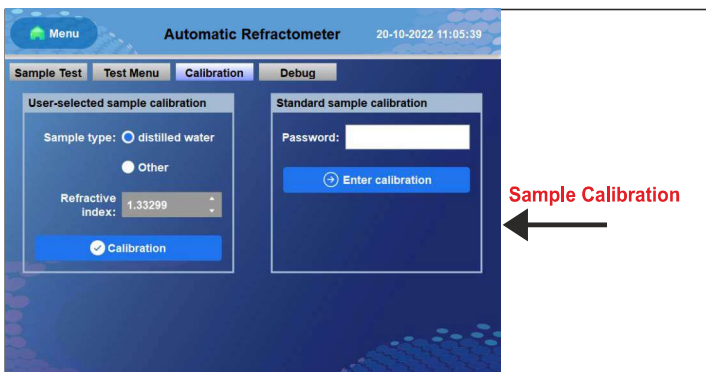 Menu
Automatic Refractometer
20-10-2022 11:05:39
Sample Test
Test Menu
Calibration
Debug
User-selected sample calibration
Sample type:
distilled water
Other
Refractive
index:
1.33299
Calibration
Standard sample calibration
Password:
Enter calibration
Sample Calibration